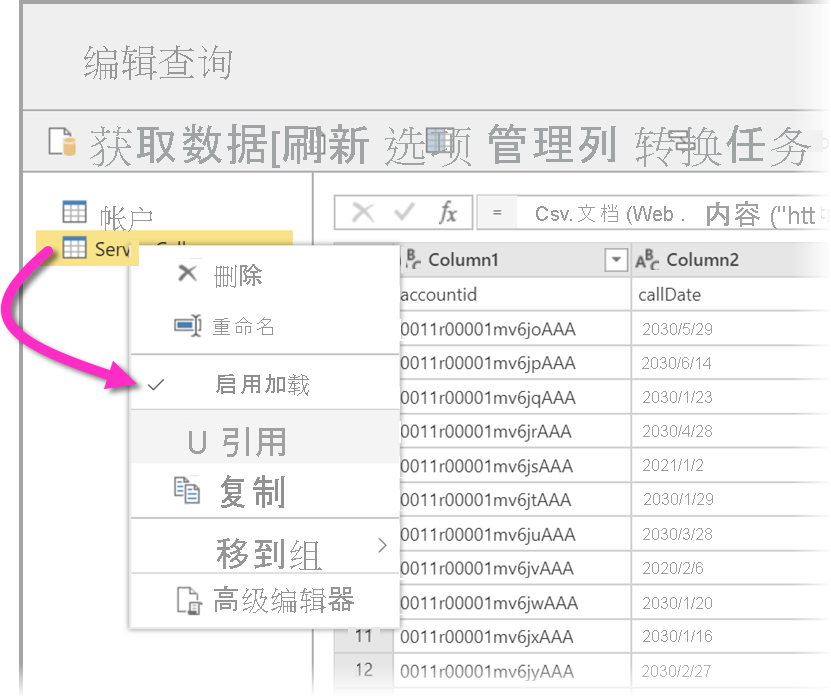 编辑查询
获取数据[刷新 选项 管理列 转换任务
帐户
= Csv.文档 (Web . 内容 ("htt
Serv
删除
重命名
启用加载
U 引用
复制
移到组
高级编辑器
ABC Column1 ABC Column2
accountid callDate
0011r00001mv6joAAA 2030/5/29
0011r00001mv6jpAAA 2030/6/14
0011r00001mv6jqAAA 2030/1/23
0011r00001mv6jrAAA 2030/4/28
0011r00001mv6jsAAA 2021/1/2
0011r00001mv6jtAAA 2030/1/29
0011r00001mv6juAAA 2030/3/28
0011r00001mv6jvAAA 2020/2/6
0011r00001mv6jwAAA 2030/1/20
11 0011r00001mv6jxAAA 2030/1/16
12 0011r00001mv6jyAAA 2030/2/27